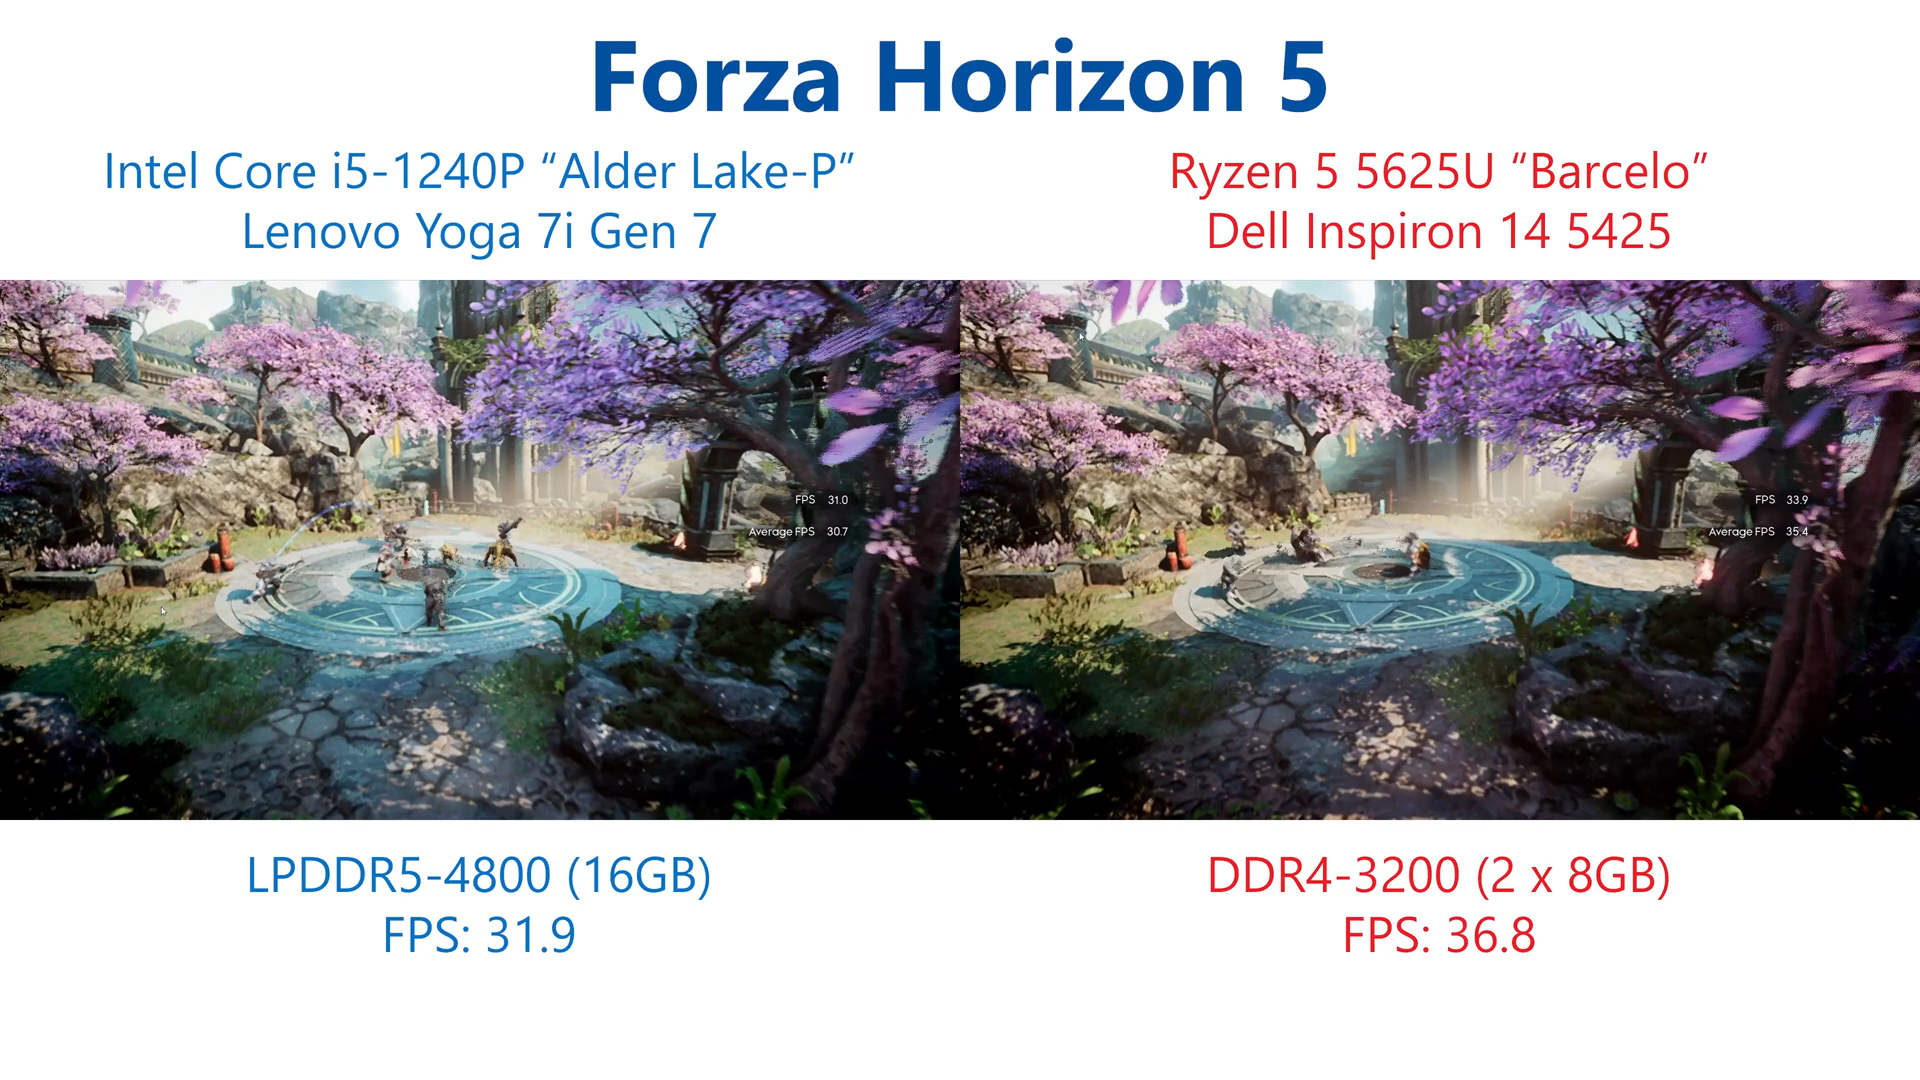 Forza Horizon 5
Intel Core i5-1240P “Alder Lake-P”
Lenovo Yoga 7i Gen 7
Ryzen 5 5625U “Barcelo”
Dell Inspiron 14 5425
FPS 31.0
Average FPS 30.7
FPS 33.9
Average FPS 35.4
LPDDR5-4800 (16GB)
FPS: 31.9
DDR4-3200 (2 x 8GB)
FPS: 36.8